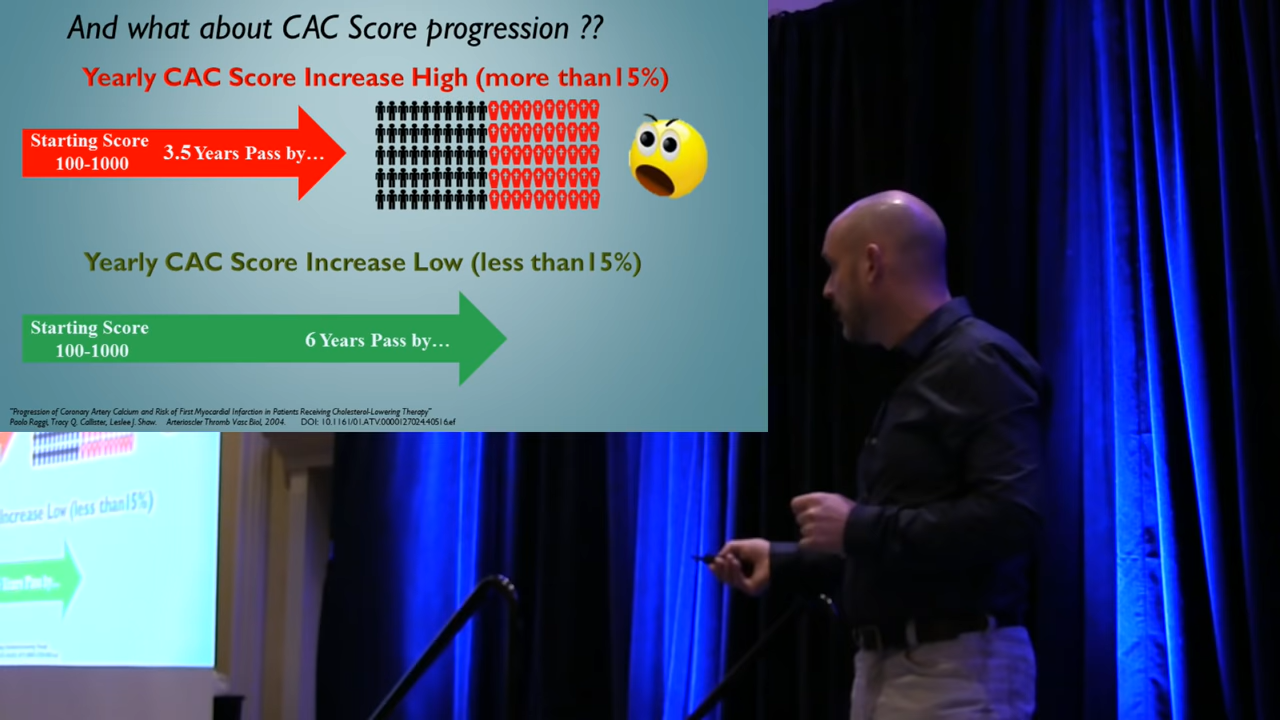 And what about CAC Score progression ??
Yearly CAC Score Increase High (more than15%)
Starting Score
100-1000
3.5 Years Pass by…
Yearly CAC Score Increase Low (less than15%)
Starting Score
100-1000
6 Years Pass by…
"Progression of Coronary Artery Calcium and Risk of First Myocardial Infarction in Patients Receiving Cholesterol-Lowering Therapy"
Paolo Raggi, Tracy Q. Callister, Leslee J. Shaw. Arterioscler Thromb Vasc Biol, 2004. DOI: 10.1161/01.ATV.0000127024.40516.ef
Increase Low (less than15%)
Years Pass by…